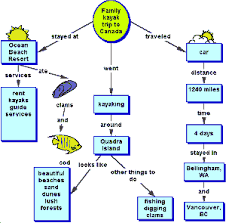 Family
kayak
trip to
Canada
stayed at
traveled
Ocean
Beach
Resort
car
services
ate
went
distance
rent
kayaks
guide
services
clams
kayaking
1240 miles
and
around
time
Quadra
Island
4 days
looks like
other things to
do
stayed in
beautiful
beaches
sand
dunes
lush
forests
fishing
digging
clams
Bellingham,
WA
and
Vancouver,
BC